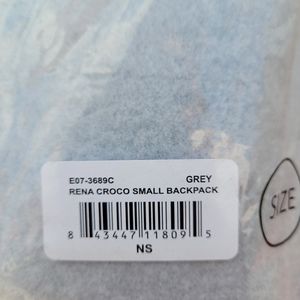 E07-3689C GREY
RENA CROCO SMALL BACKPACK
8 43447 11809 5
NS
SIZE